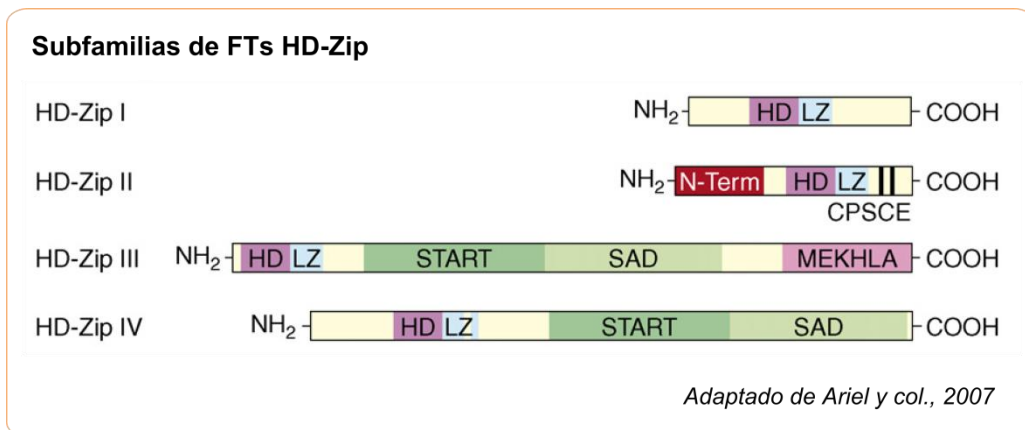 Subfamilias de FTs HD-Zip
HD-Zip I NH2 HD LZ COOH
HD-Zip II NH2 N-Term HD LZ COOH
CPSCE
HD-Zip III NH2 HD LZ START SAD MEKHLA COOH
HD-Zip IV NH2 HD LZ START SAD COOH
Adaptado de Ariel y col., 2007